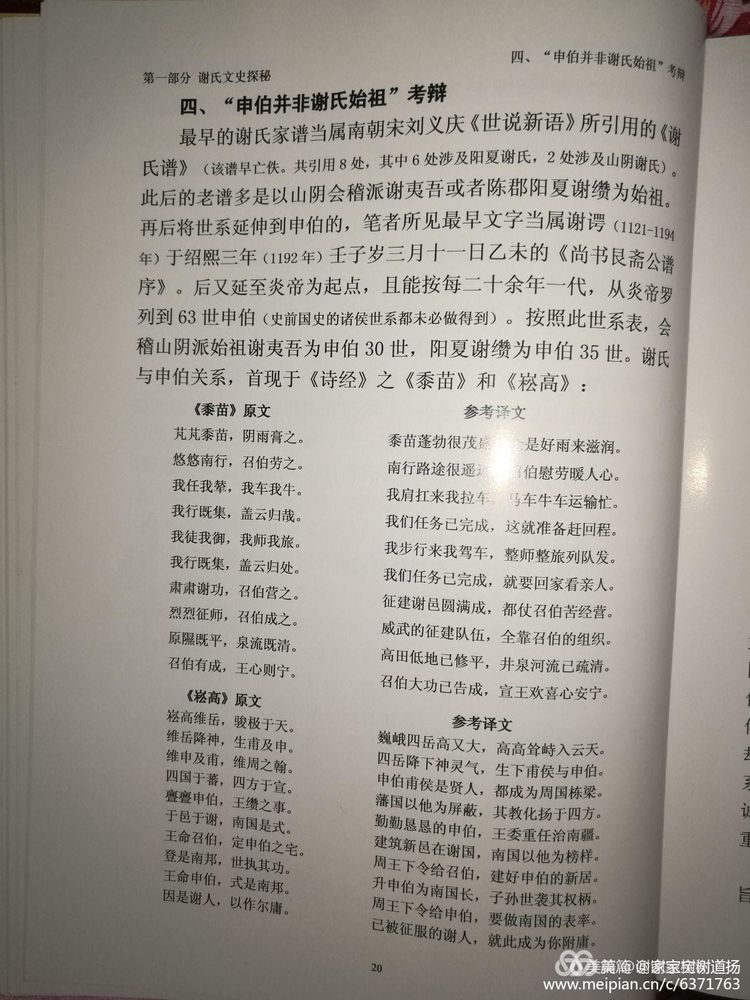 四、“申伯并非谢氏始祖”考辩
第一部分 谢氏文史探秘
四、“申伯并非谢氏始祖”考辩
最早的谢氏家谱当属南朝宋刘义庆《世说新语》所引用的《谢
氏谱》（该谱早亡佚。共引用8处，其中6处涉及阳夏谢氏，2处涉及山阴谢氏）。
此后的老谱多是以山阴会稽派谢夷吾或者陈郡阳夏谢缵为始祖。
再后将世系延伸到申伯的，笔者所见最早文字当属谢谔（1121-1194
年）于绍熙三年（1192年）壬子岁三月十一日乙未的《尚书艮斋公谱
序》。后又延至炎帝为起点，且能按每二十余年一代，从炎帝罗
列到63世申伯（史前国史的诸侯世系都未必做得到）。按照此世系表，会
稽山阴派始祖谢夷吾为申伯30世，阳夏谢缵为申伯35世。谢氏
与申伯关系，首现于《诗经》之《黍苗》和《崧高》：
《黍苗》原文
芃芃黍苗，阴雨膏之。
悠悠南行，召伯劳之。
我任我辇，我车我牛。
我行既集，盖云归哉。
我徒我御，我师我旅。
我行既集，盖云归处。
肃肃谢功，召伯营之。
烈烈征师，召伯成之。
原隰既平，泉流既清。
召伯有成，王心则宁。
参考译文
黍苗蓬勃很茂盛 是好雨来滋润。
南行路途很遥 召伯慰劳暖人心。
我肩扛来我拉车 马车牛车运输忙。
我们任务已完成，这就准备赶回程。
我步行来我驾车，整师整旅列队发。
我们任务已完成，就要回家看亲人。
征建谢邑圆满成，都仗召伯苦经营。
威武的征建队伍，全靠召伯的组织。
高田低地已修平，井泉河流已疏清。
召伯大功已告成，宣王欢喜心安宁。
《崧高》原文
崧高维岳，骏极于天。
维岳降神，生甫及申。
维申及甫，维周之翰。
四国于蕃，四方于宣。
亹亹申伯，王缵之事。
于邑于谢，南国是式。
王命召伯，定申伯之宅。
登是南邦，世执其功。
王命申伯，式是南邦。
因是谢人，以作尔庸。
参考译文
巍峨四岳高又大，高高耸峙入云天。
四岳降下神灵气，生下甫侯与申伯。
申伯甫侯是贤人，都成为周国栋梁。
藩国以他为屏蔽，其教化扬于四方。
勤勤恳恳的申伯，王委重任治南疆。
建筑新邑在谢国，南国以他为榜样。
周王下令给召伯，建好申伯的新居。
升申伯为南国长，子孙世袭其权柄。
周王下令给申伯，要做南国的表率。
已被征服的谢人，就此成为你附庸。
20
诚
重
旨
美篇 @谢家宝树谢道扬
www.meipian.cn/c/6371763